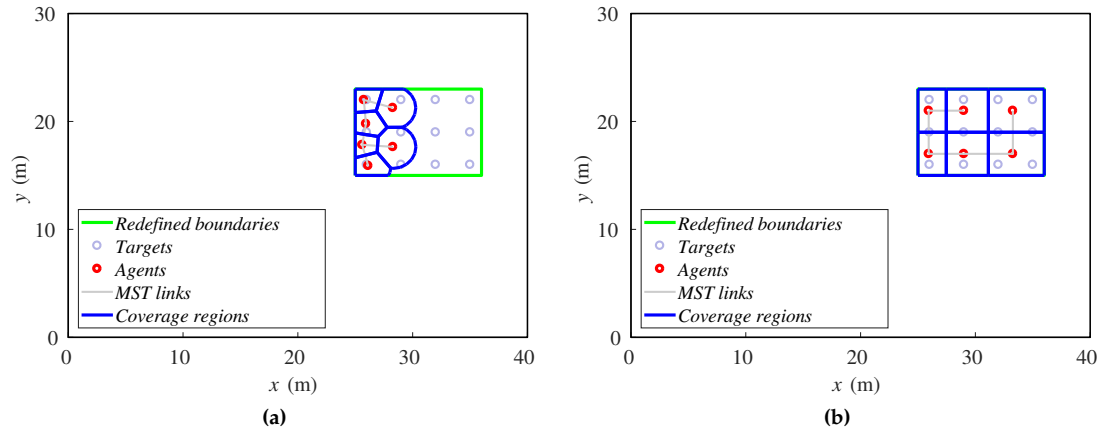 30
20
10
0
y (m)
Redefined boundaries
Targets
Agents
MST links
Coverage regions
0 10 20 30 40
x (m)
(a)
30
20
10
0
y (m)
Redefined boundaries
Targets
Agents
MST links
Coverage regions
0 10 20 30 40
x (m)
(b)